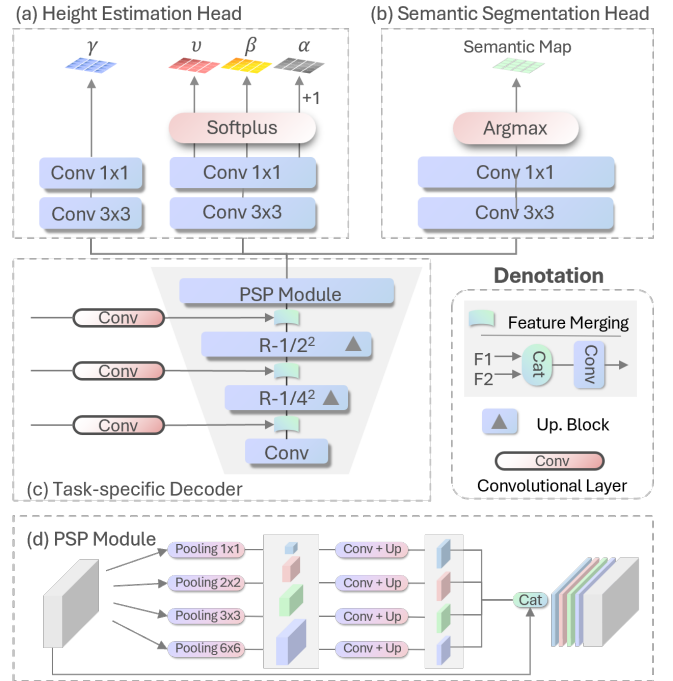 (a) Height Estimation Head
γ
υ
β
α
+1
Softplus
Conv 1x1
Conv 3x3
Conv 1x1
Conv 3x3
(b) Semantic Segmentation Head
Semantic Map
Argmax
Conv 1x1
Conv 3x3
PSP Module
Conv
R-1/2²
Conv
R-1/4²
Conv
Conv
(c) Task-specific Decoder
Denotation
Feature Merging
F1
F2
Cat
Conv
Up. Block
Conv
Convolutional Layer
(d) PSP Module
Pooling 1x1
Conv + Up
Pooling 2x2
Conv + Up
Pooling 3x3
Conv + Up
Pooling 6x6
Conv + Up
Cat